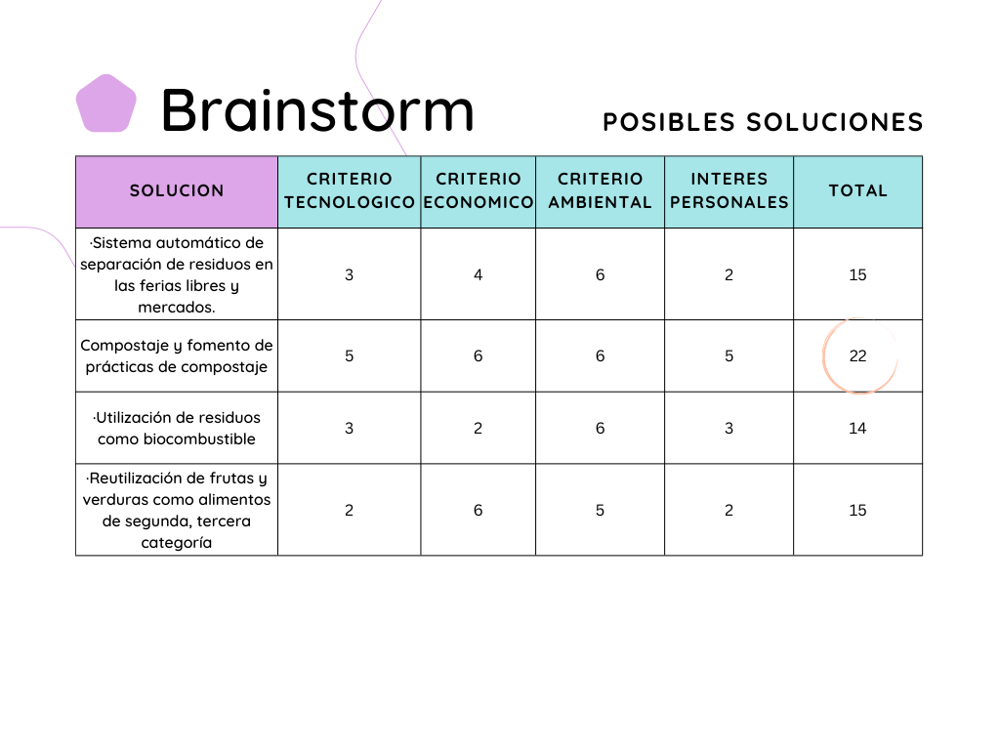 Brainstorm
POSIBLES SOLUCIONES
SOLUCION
CRITERIO
TECNOLOGICO
CRITERIO
ECONOMICO
CRITERIO
AMBIENTAL
INTERES
PERSONALES
TOTAL
·Sistema automático de
separación de residuos en
las ferias libres y
mercados.
3
4
6
2
15
Compostaje y fomento de
prácticas de compostaje
5
6
6
5
22
·Utilización de residuos
como biocombustible
3
2
6
3
14
·Reutilización de frutas y
verduras como alimentos
de segunda, tercera
categoría
2
6
5
2
15